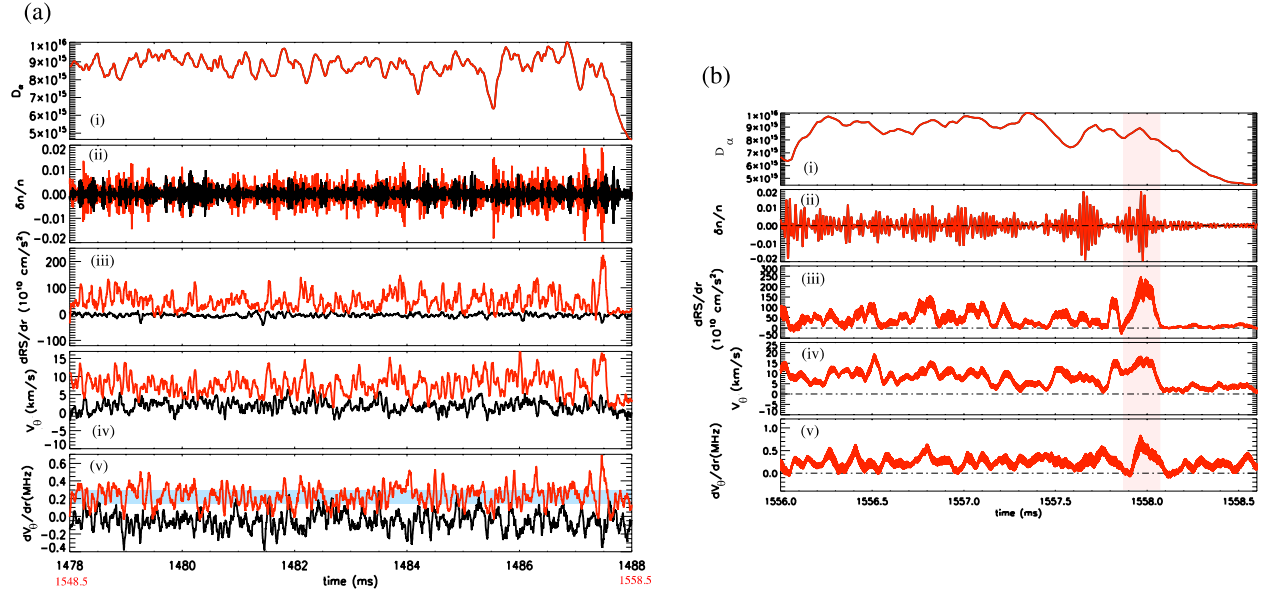 (a)
1×10¹⁶
9×10¹⁵
8×10¹⁵
7×10¹⁵
6×10¹⁵
5×10¹⁵
Dα
(i)
0.02
0.01
0.00
-0.01
-0.02
δn/n
(ii)
200
100
0
-100
dRS/dr (10¹⁰ cm/s²)
(iii)
15
10
5
0
-5
-10
Vθ (km/s)
(iv)
0.6
0.4
0.2
0.0
-0.2
-0.4
dVθ/dr(MHz)
(v)
1478 1480 1482 1484 1486 1488
1548.5 time (ms) 1558.5
(b)
1×10¹⁶
9×10¹⁵
8×10¹⁵
7×10¹⁵
6×10¹⁵
5×10¹⁵
Dα
(i)
0.02
0.01
0.00
-0.01
-0.02
δn/n
(ii)
300
250
200
150
100
50
0
-50
dRS/dr
(10¹⁰ cm/s²)
(iii)
25
20
15
10
5
0
-5
-10
Vθ (km/s)
(iv)
1.0
0.5
0.0
dVθ/dr(MHz)
(v)
1556.0 1556.5 1557.0 1557.5 1558.0 1558.5
time (ms)